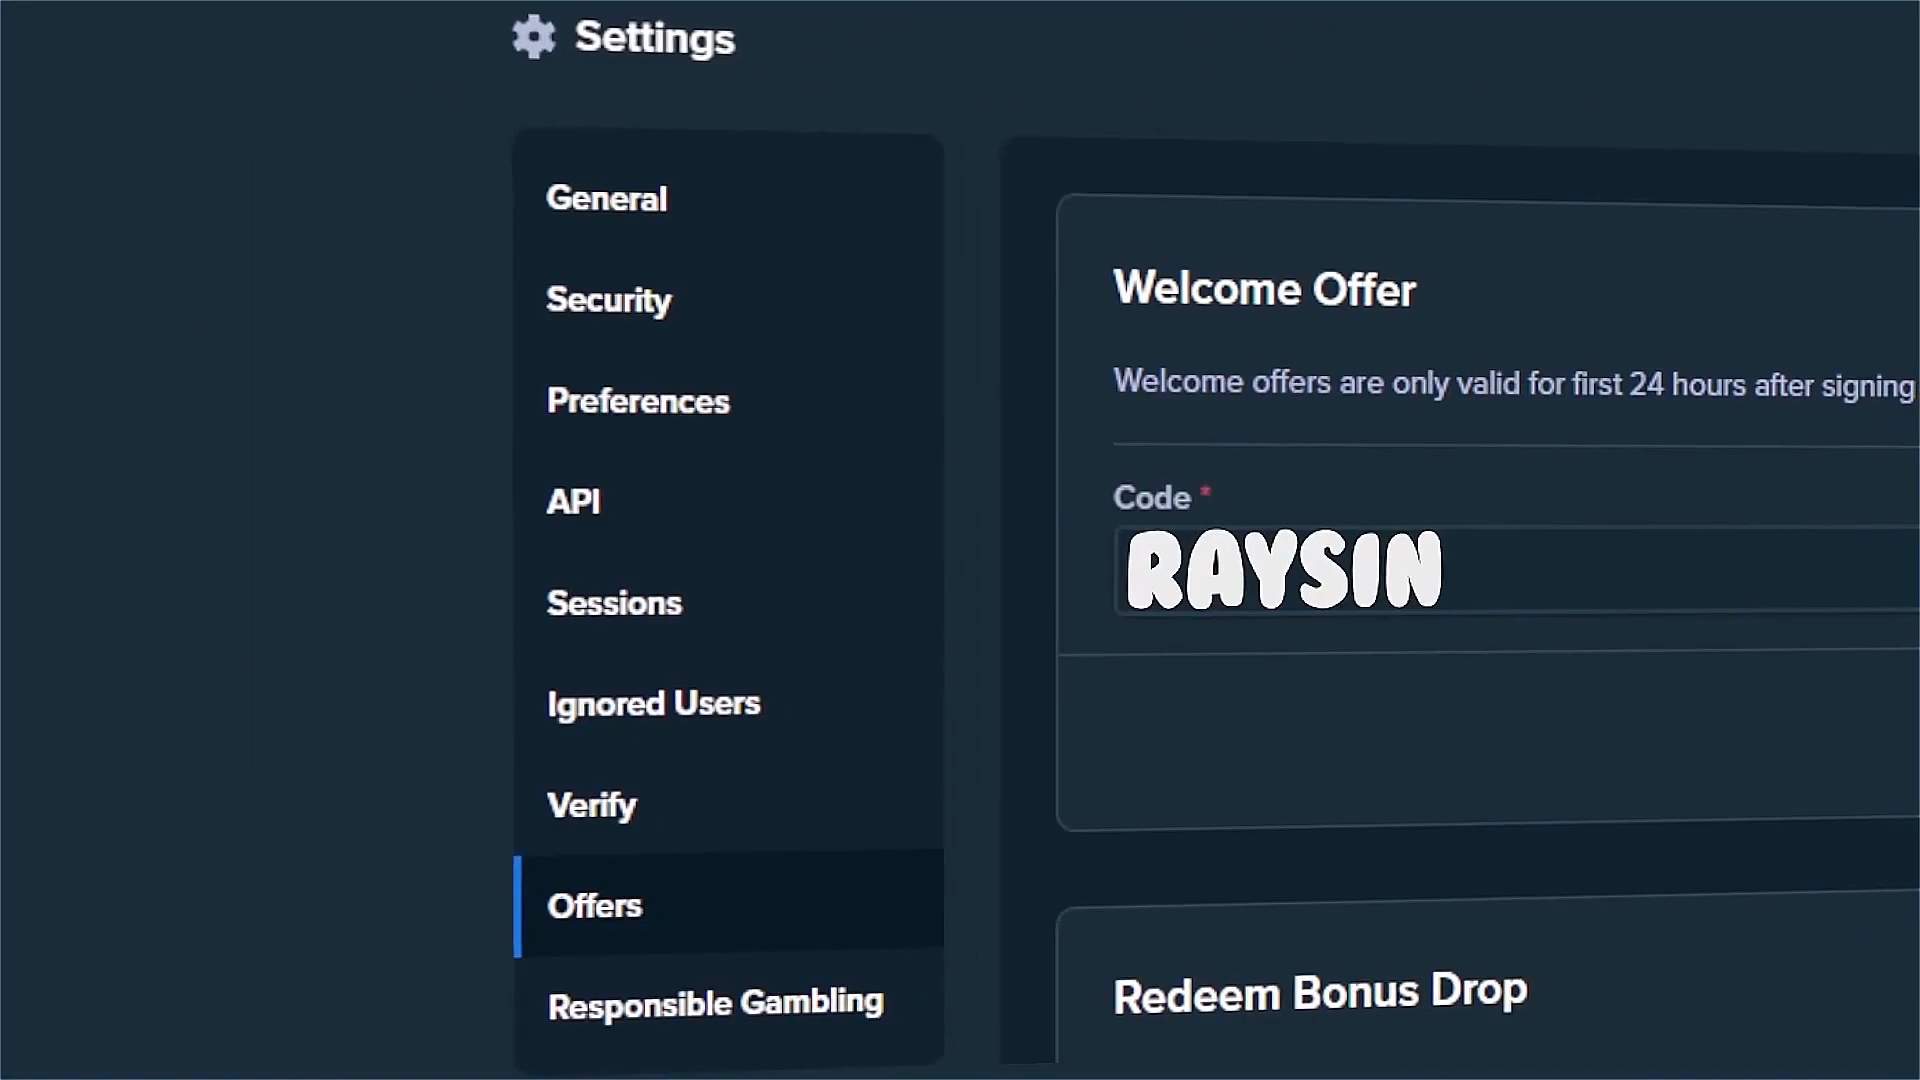 Settings
General
Security
Preferences
API
Sessions
Ignored Users
Verify
Offers
Responsible Gambling
Welcome Offer
Welcome offers are only valid for first 24 hours after signing
Code *
RAYSIN
Redeem Bonus Drop